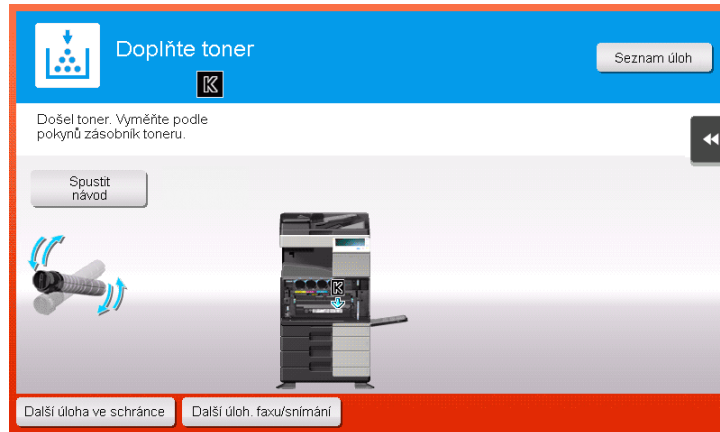 Doplňte toner
K
Seznam úloh
Došel toner. Vyměňte podle
pokynů zásobník toneru.
Spustit
návod
K
Další úloha ve schránce
Další úloh. faxu/snímání